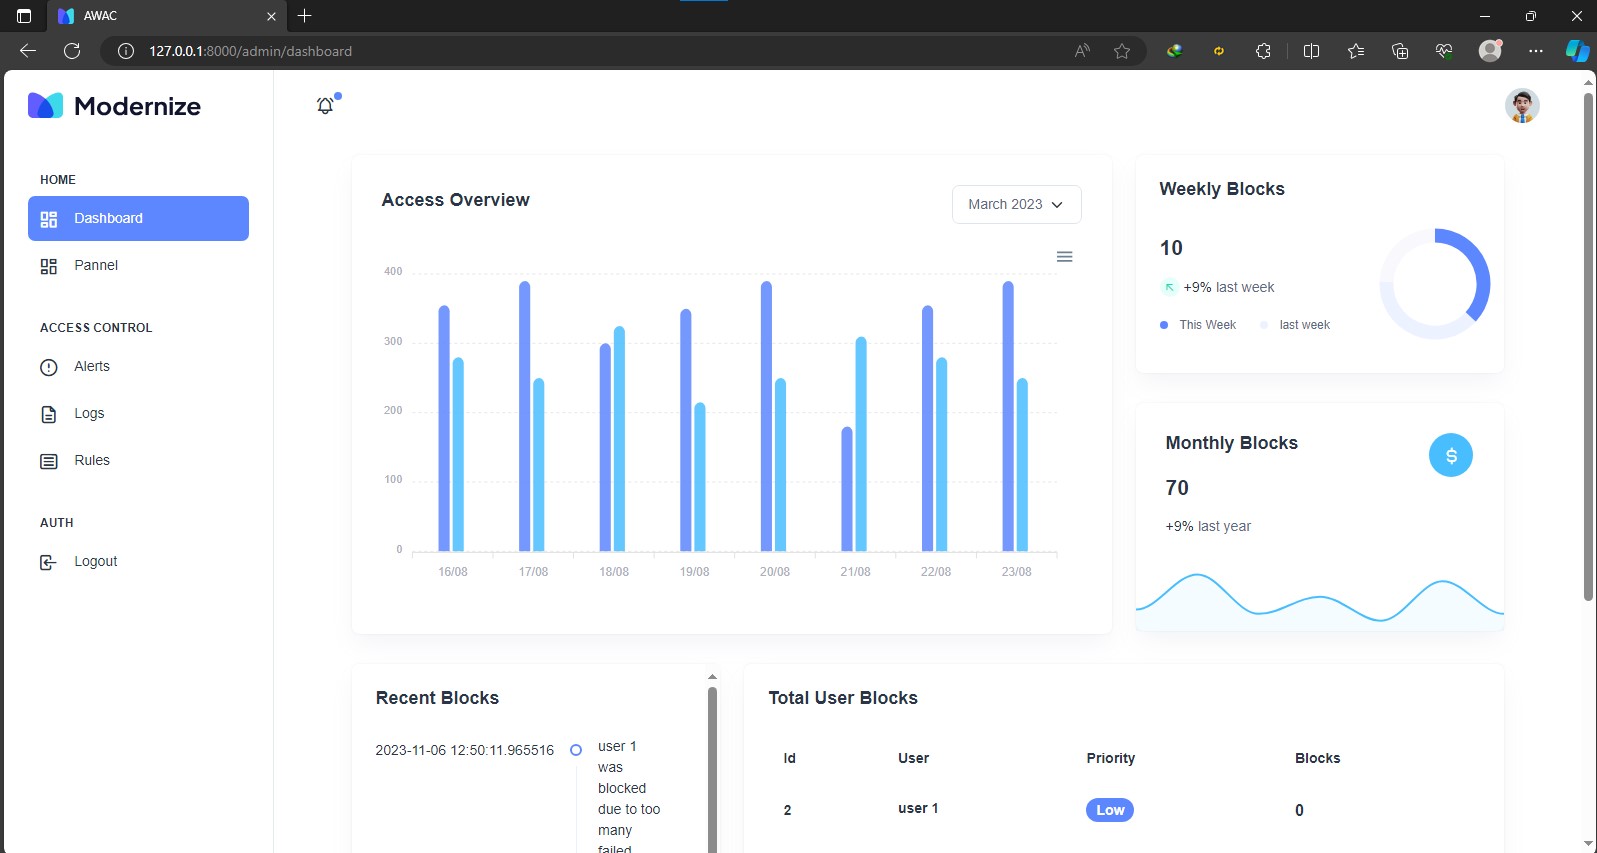 AWAC
127.0.0.1:8000/admin/dashboard
Modernize
HOME
Dashboard
Pannel
ACCESS CONTROL
Alerts
Logs
Rules
AUTH
Logout
Access Overview
March 2023
400
300
200
100
0
16/08 17/08 18/08 19/08 20/08 21/08 22/08 23/08
Weekly Blocks
10
+9% last week
This Week last week
Monthly Blocks
$
70
+9% last year
Recent Blocks
2023-11-06 12:50:11.965516
user 1
was
blocked
due to too
many
failed
Total User Blocks
Id User Priority Blocks
2 user 1 Low 0